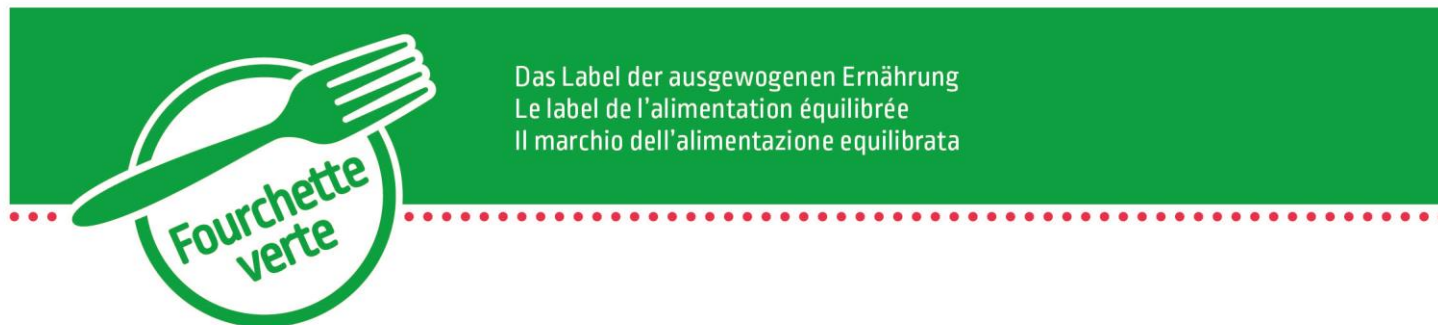 Das Label der ausgewogenen Ernährung
Le label de l'alimentation équilibrée
Il marchio dell'alimentazione equilibrata
Fourchette
verte